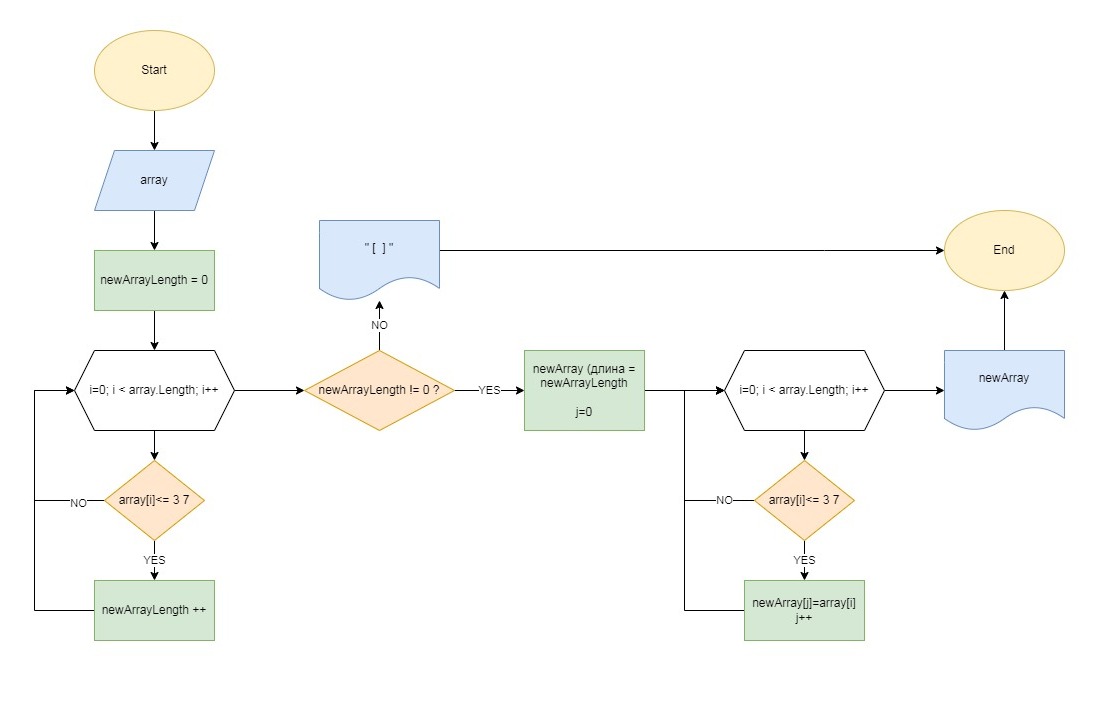 Start
array
newArrayLength = 0
i=0; i < array.Length; i++
array[i]<= 3 7
NO
YES
newArrayLength ++
newArrayLength != 0 ?
NO
" [  ] "
YES
newArray (длина =
newArrayLength
j=0
i=0; i < array.Length; i++
array[i]<= 3 7
NO
YES
newArray[j]=array[i]
j++
newArray
End